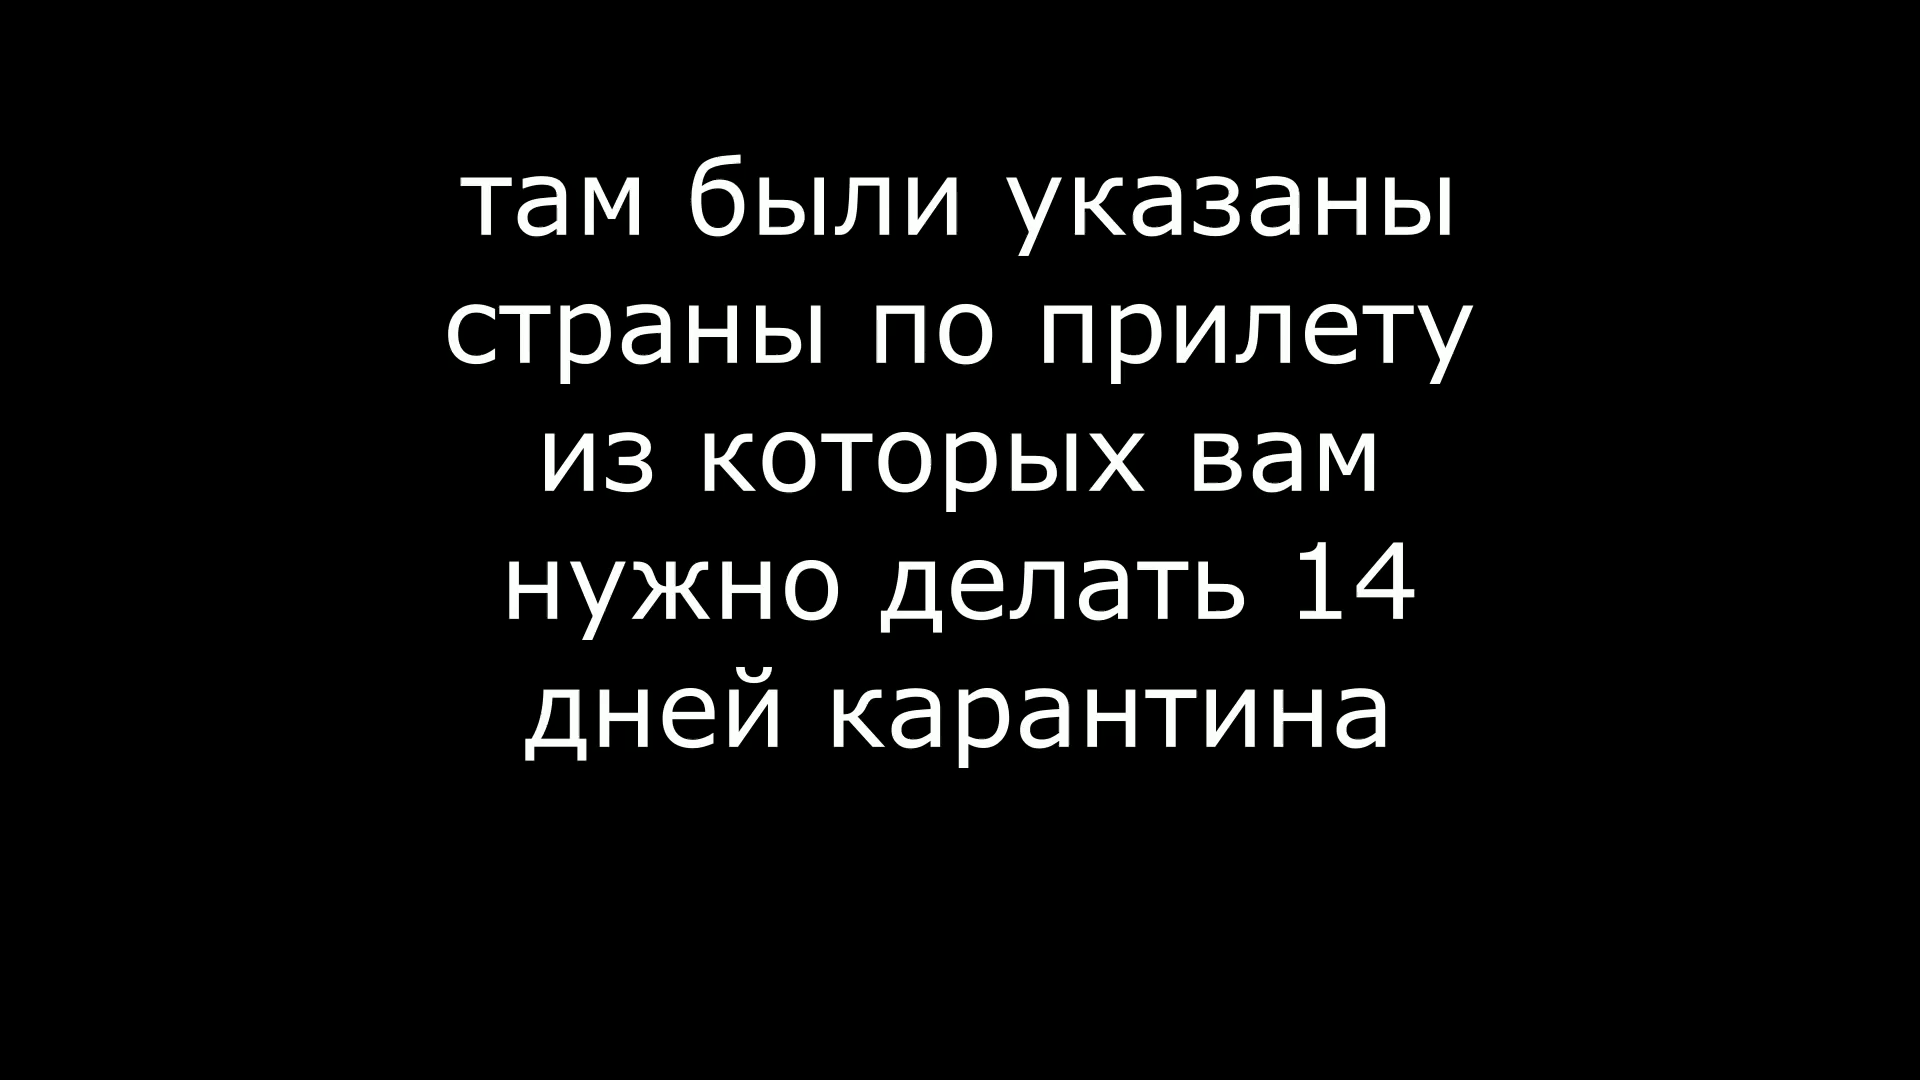 там были указаны
страны по прилету
из которых вам
нужно делать 14
дней карантина